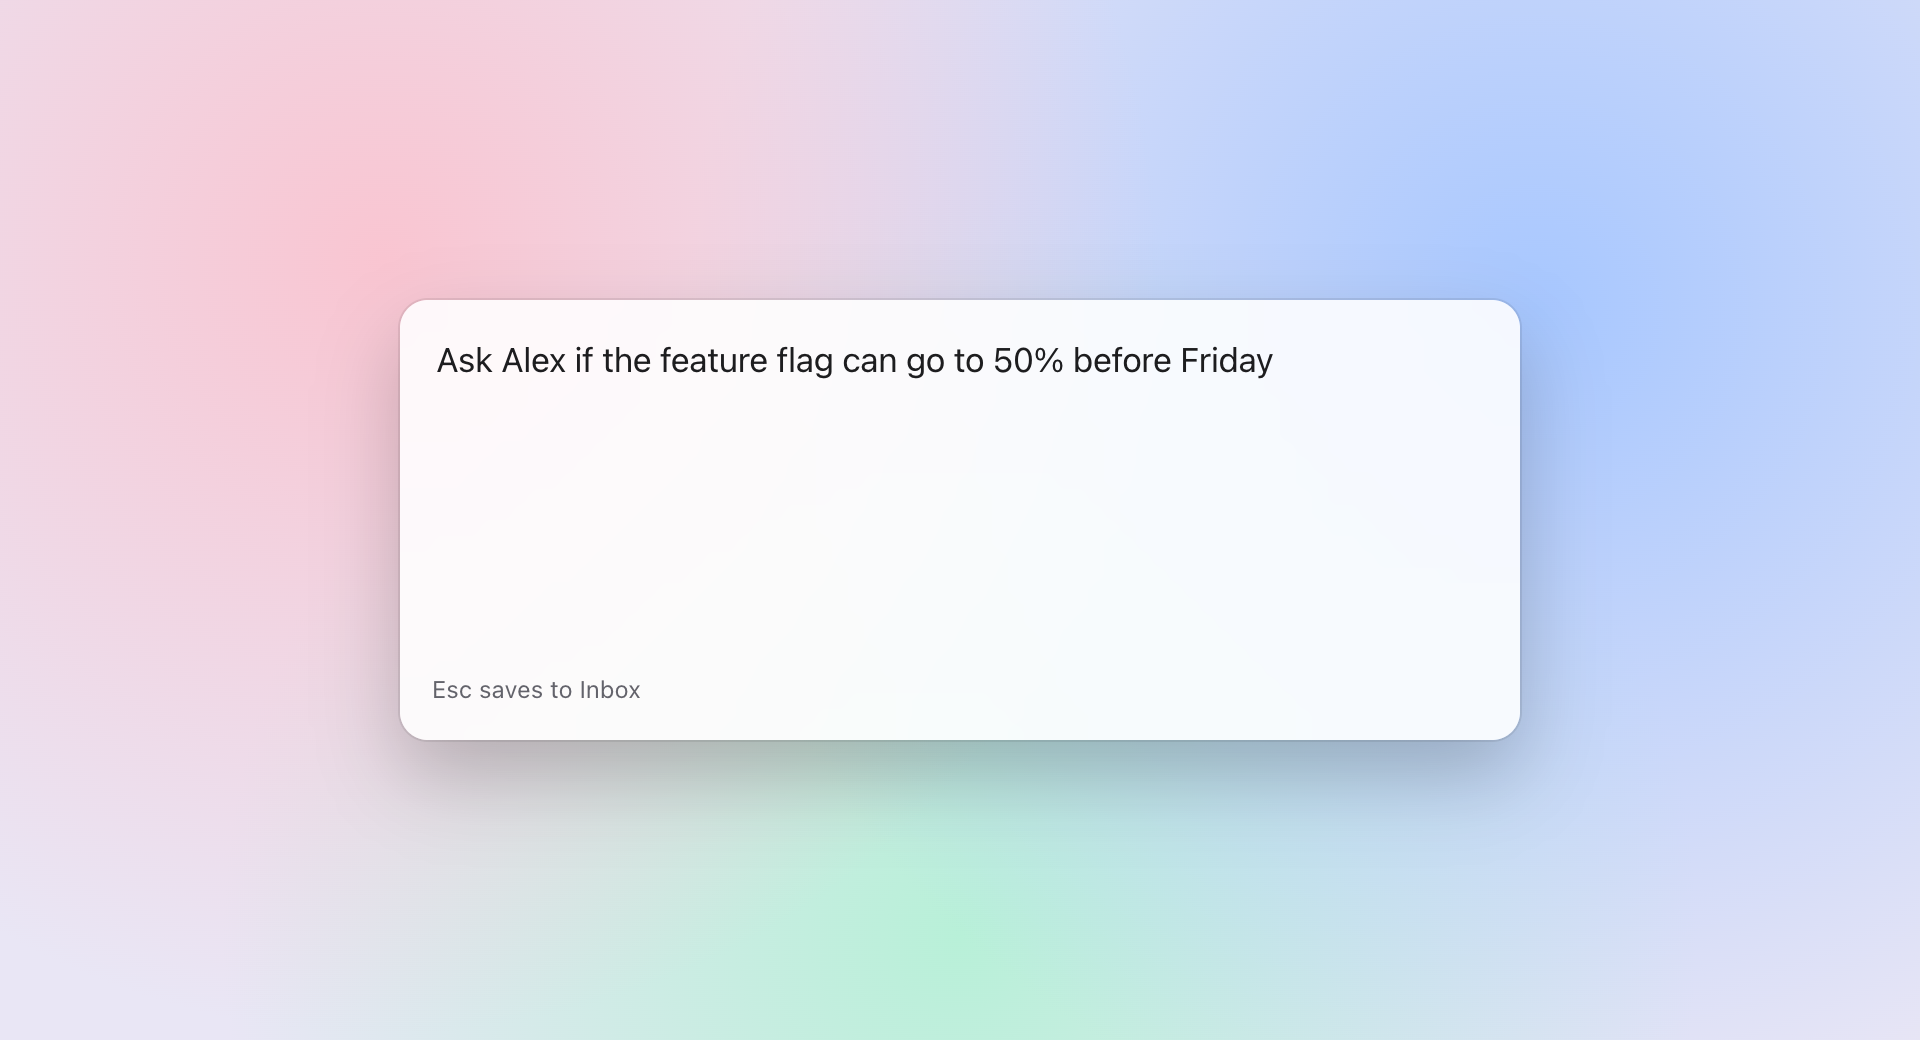 Ask Alex if the feature flag can go to 50% before Friday
Esc saves to Inbox